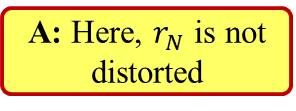 A: Here, r_N is not
distorted